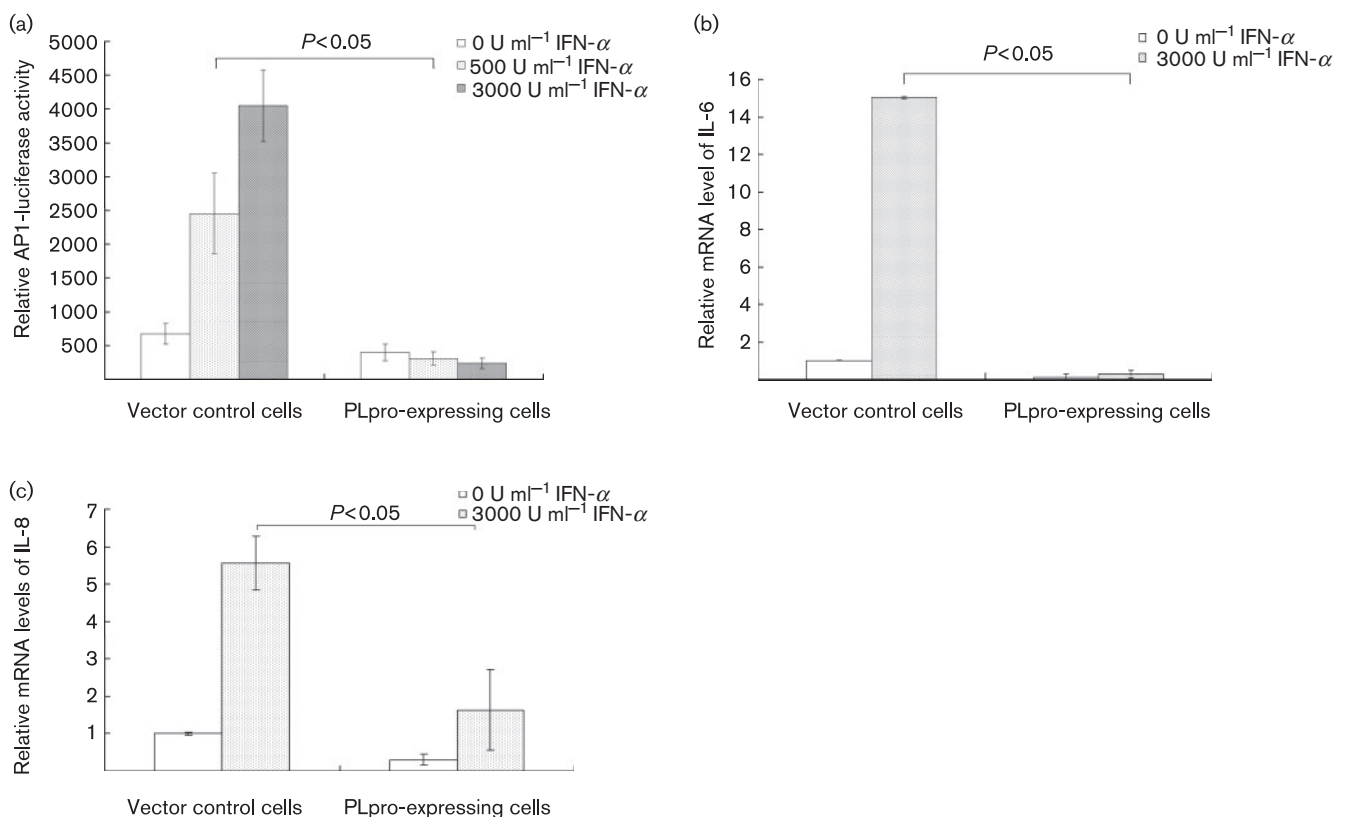 (a)
5000
4500
4000
3500
3000
2500
2000
1500
1000
500
Relative AP1-luciferase activity
P<0.05
0 U ml⁻¹ IFN-α
500 U ml⁻¹ IFN-α
3000 U ml⁻¹ IFN-α
Vector control cells
PLpro-expressing cells
(b)
16
14
12
10
8
6
4
2
Relative mRNA level of IL-6
P<0.05
0 U ml⁻¹ IFN-α
3000 U ml⁻¹ IFN-α
Vector control cells
PLpro-expressing cells
(c)
7
6
5
4
3
2
1
Relative mRNA levels of IL-8
P<0.05
0 U ml⁻¹ IFN-α
3000 U ml⁻¹ IFN-α
Vector control cells
PLpro-expressing cells